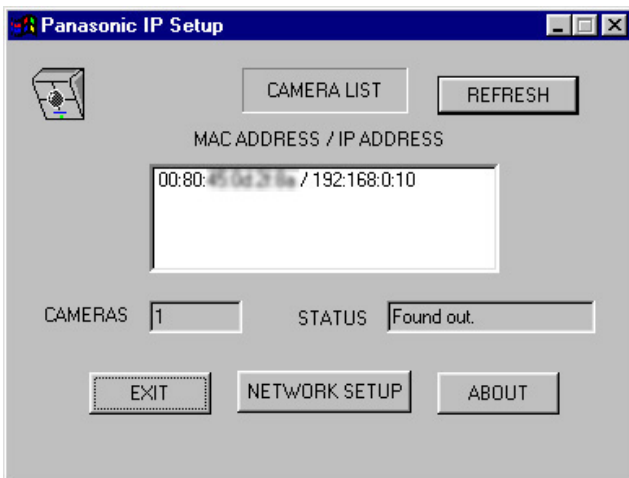 Panasonic IP Setup
CAMERA LIST
REFRESH
MAC ADDRESS / IP ADDRESS
00:80: / 192:168:0:10
CAMERAS 1 STATUS Found out.
EXIT NETWORK SETUP ABOUT